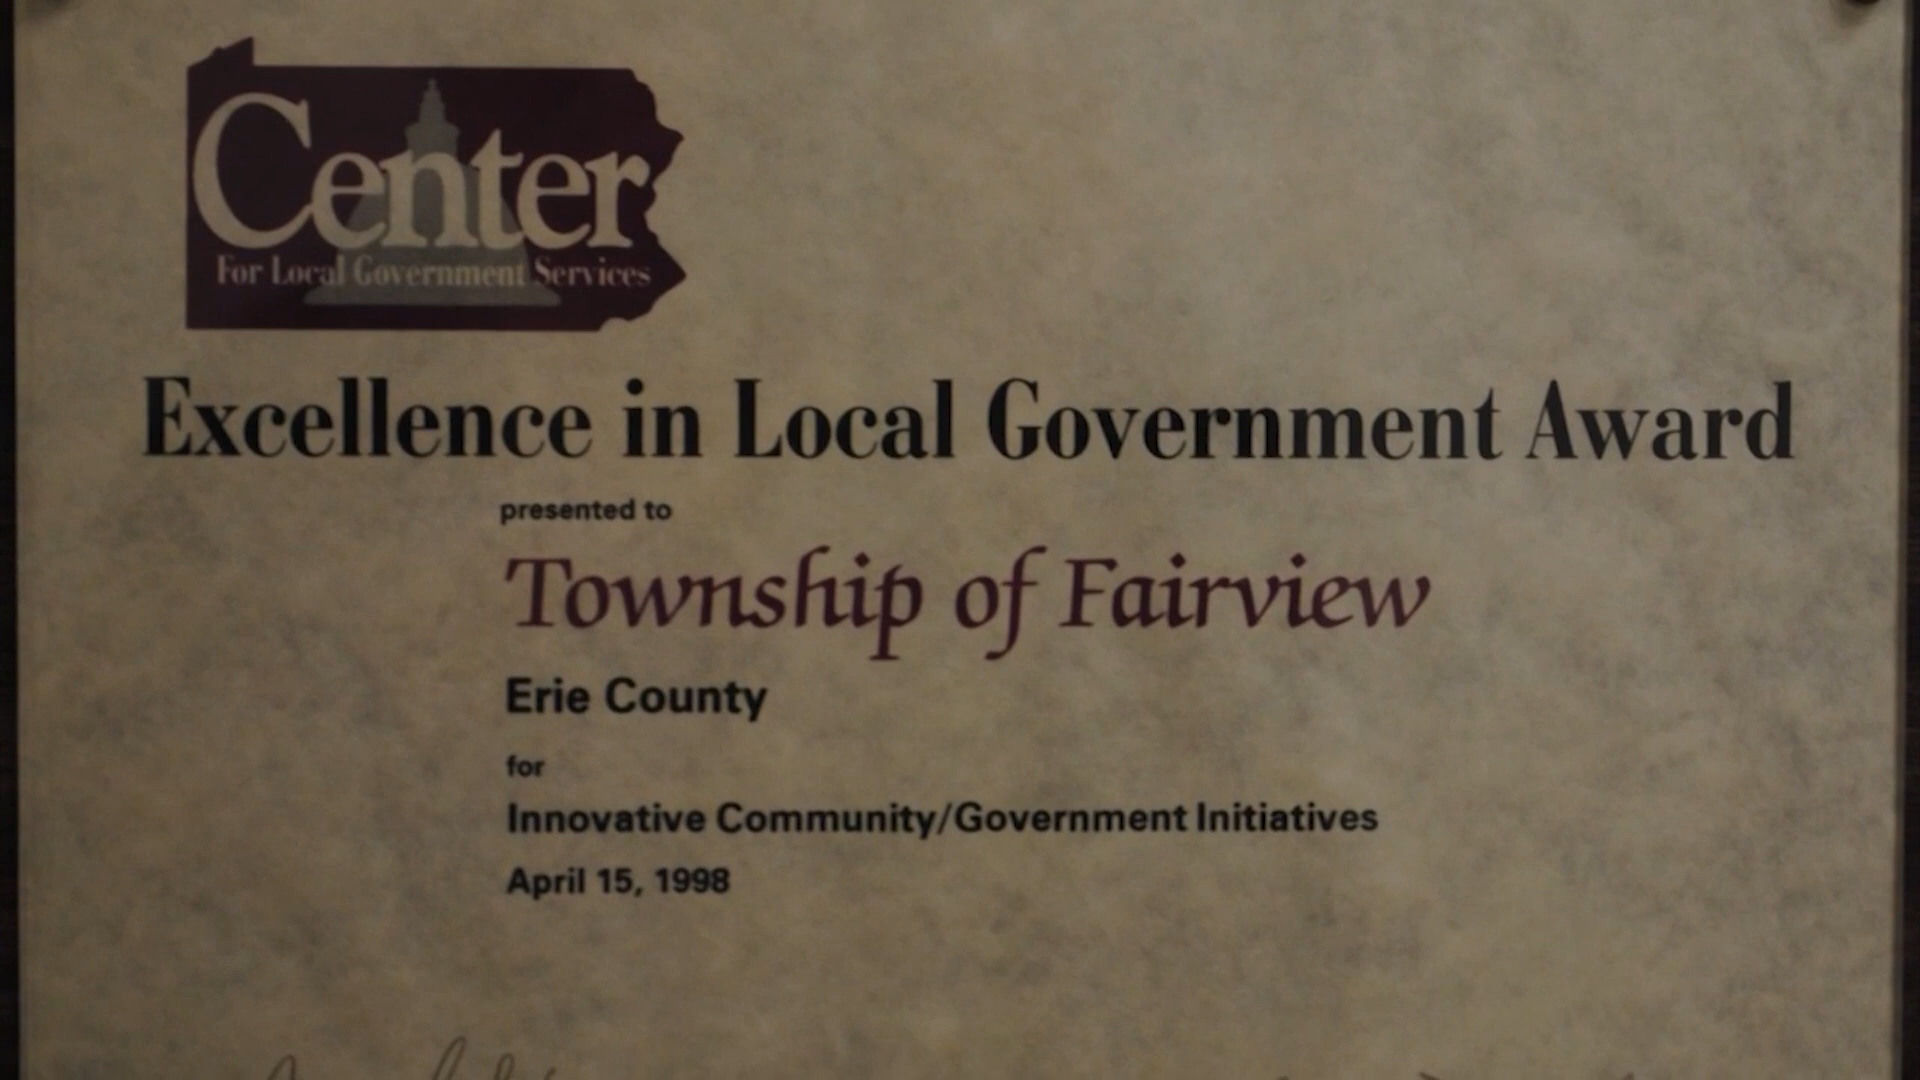 Center
For Local Government Services
Excellence in Local Government Award
presented to
Township of Fairview
Erie County
for
Innovative Community/Government Initiatives
April 15, 1998